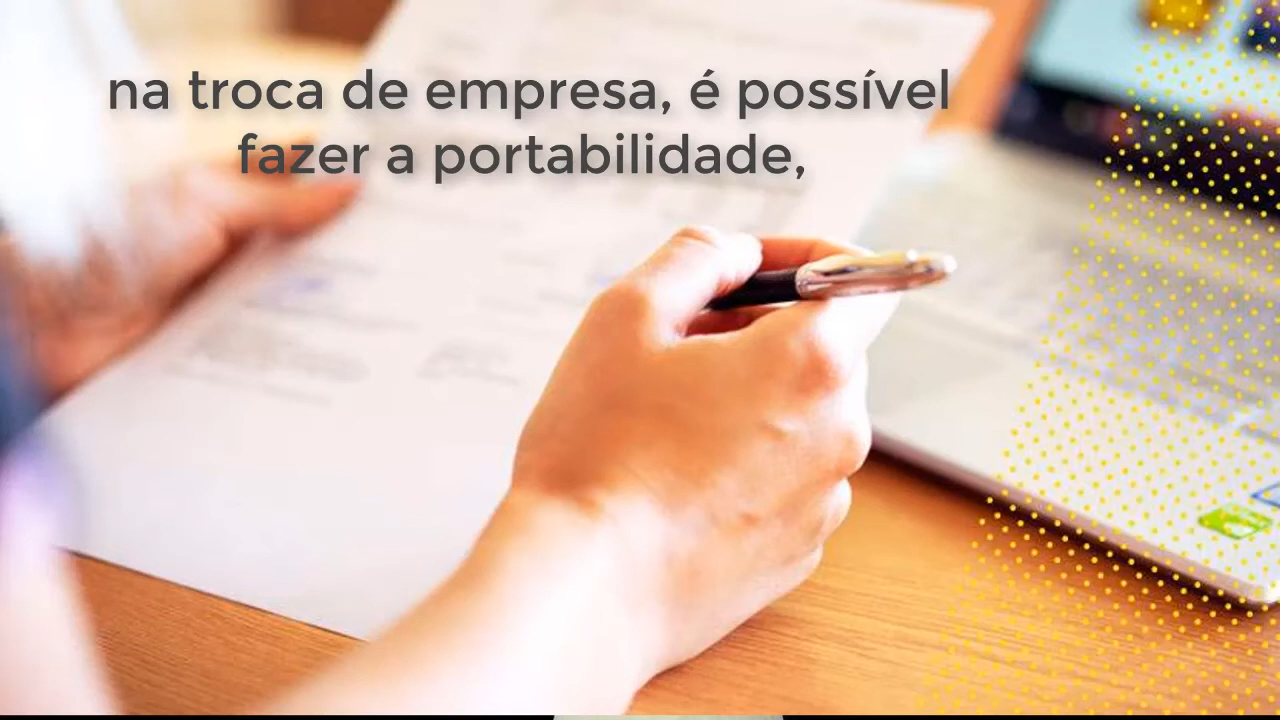 na troca de empresa, é possível
fazer a portabilidade,